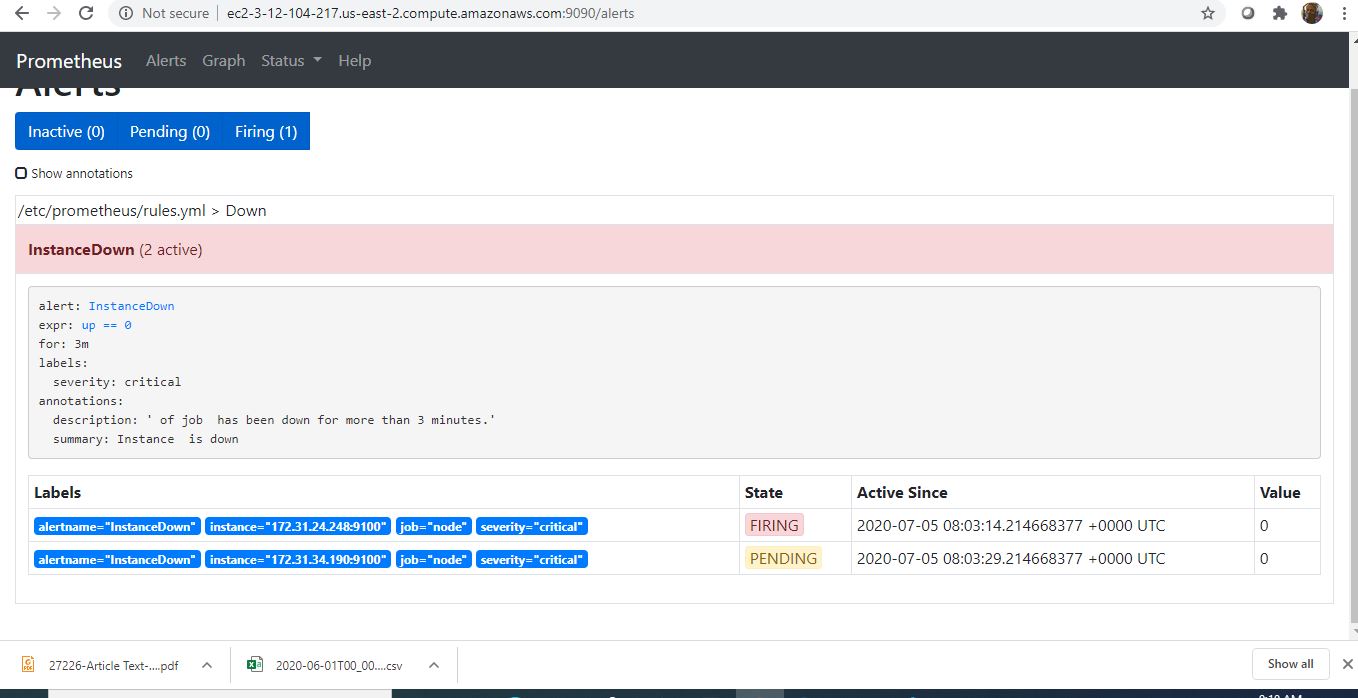 Not secure | ec2-3-12-104-217.us-east-2.compute.amazonaws.com:9090/alerts
Prometheus Alerts Graph Status Help
Alerts
Inactive (0) Pending (0) Firing (1)
Show annotations
/etc/prometheus/rules.yml > Down
InstanceDown (2 active)
alert: InstanceDown
expr: up == 0
for: 3m
labels:
  severity: critical
annotations:
  description: ' of job  has been down for more than 3 minutes.'
  summary: Instance  is down
Labels State Active Since Value
alertname="InstanceDown" instance="172.31.24.248:9100" job="node" severity="critical" FIRING 2020-07-05 08:03:14.214668377 +0000 UTC 0
alertname="InstanceDown" instance="172.31.34.190:9100" job="node" severity="critical" PENDING 2020-07-05 08:03:29.214668377 +0000 UTC 0
27226-Article Text-....pdf 2020-06-01T00_00....csv Show all